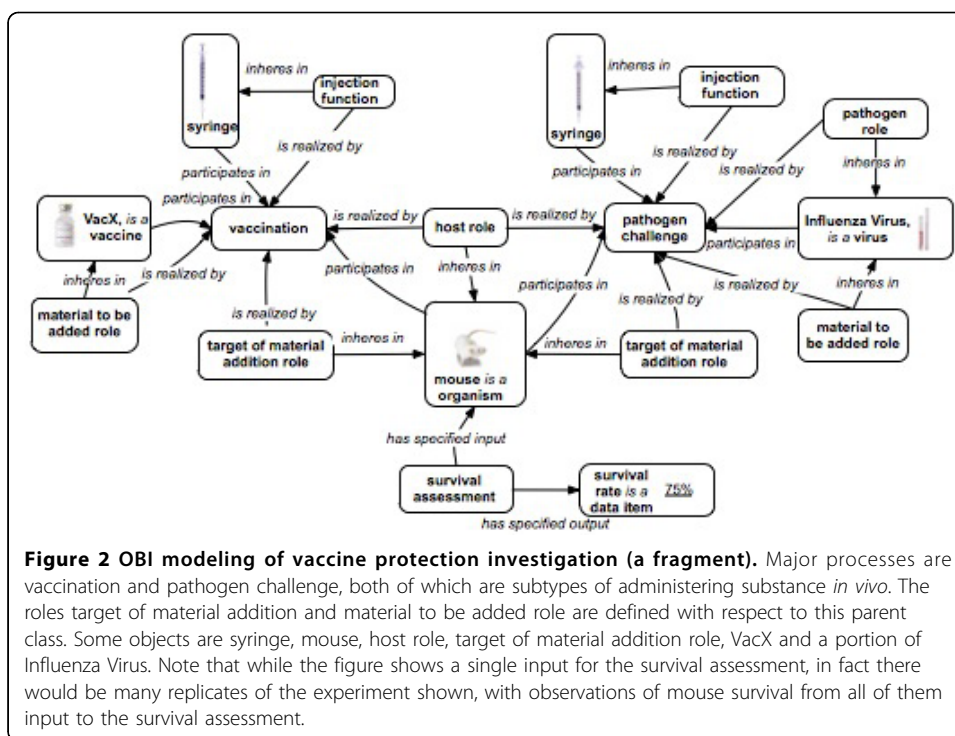 inheres in
injection
function
syringe
is realized by
participates in
participates in
VacX, is a
vaccine
vaccination
is realized by
inheres in
material to be
added role
is realized by
target of material
addition role
inheres in
participates in
is realized by
host role
is realized by
inheres in
mouse is a
organism
inheres in
injection
function
syringe
is realized by
participates in
pathogen
challenge
pathogen
role
is realized by
inheres in
Influenza Virus,
is a virus
participates in
inheres in
is realized by
material to
be added role
participates in
is realized by
inheres in
target of material
addition role
has specified input
survival
assessment
survival
rate is a 75%
data item
has specified output
Figure 2 OBI modeling of vaccine protection investigation (a fragment). Major processes are
vaccination and pathogen challenge, both of which are subtypes of administering substance in vivo. The
roles target of material addition and material to be added role are defined with respect to this parent
class. Some objects are syringe, mouse, host role, target of material addition role, VacX and a portion of
Influenza Virus. Note that while the figure shows a single input for the survival assessment, in fact there
would be many replicates of the experiment shown, with observations of mouse survival from all of them
input to the survival assessment.